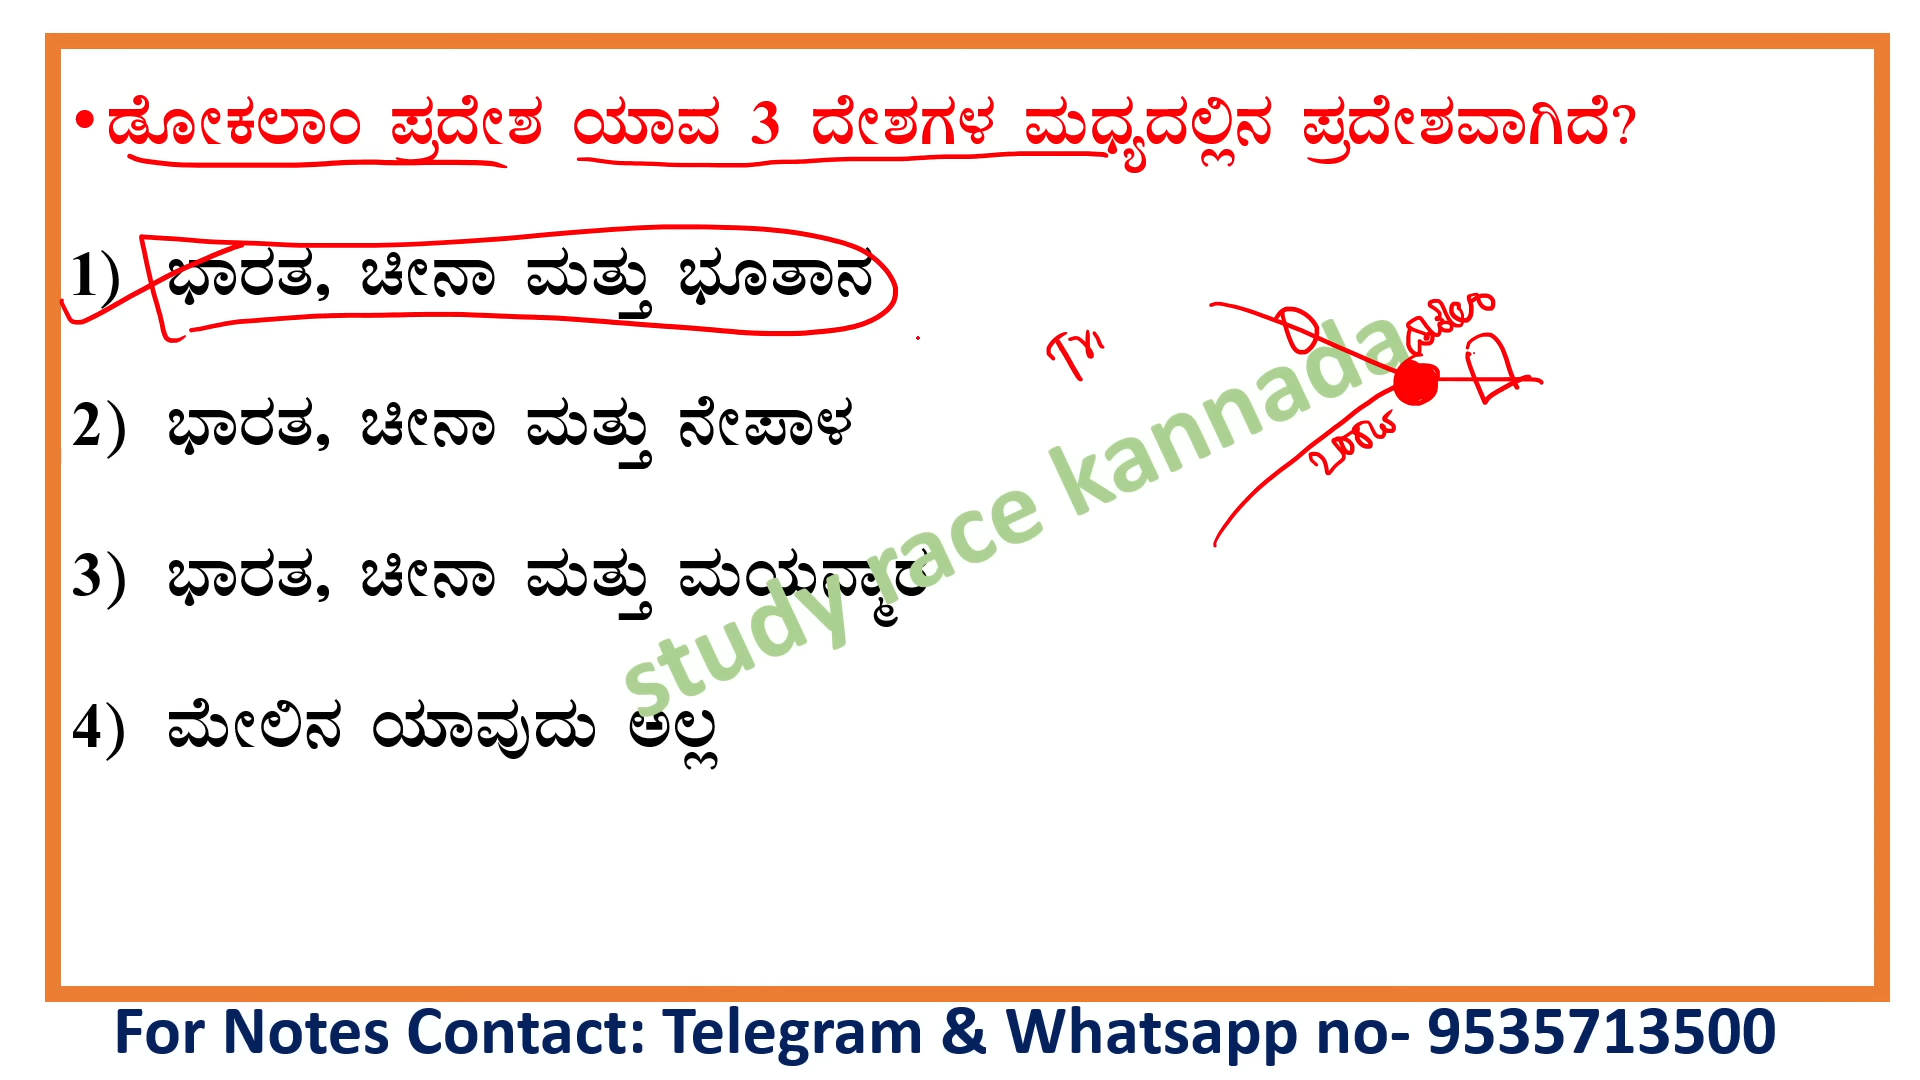 •ಡೋಕಲಾಂ ಪ್ರದೇಶ ಯಾವ 3 ದೇಶಗಳ ಮಧ್ಯದಲ್ಲಿನ ಪ್ರದೇಶವಾಗಿದೆ?
1) ಭಾರತ, ಚೀನಾ ಮತ್ತು ಭೂತಾನ
2) ಭಾರತ, ಚೀನಾ ಮತ್ತು ನೇಪಾಳ
3) ಭಾರತ, ಚೀನಾ ಮತ್ತು ಮಯನ್ಮಾರ
4) ಮೇಲಿನ ಯಾವುದು ಅಲ್ಲ
Tri
study race kannada
For Notes Contact: Telegram & Whatsapp no- 9535713500